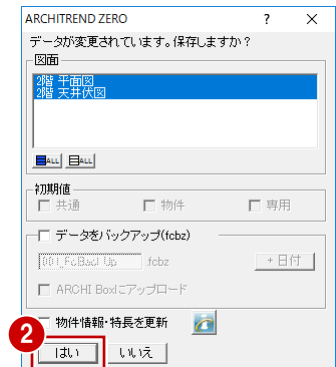 ARCHITREND ZERO ? ×
データが変更されています。保存しますか？
図面
2階 平面図
2階 天井伏図
ALL ALL
初期値
共通 物件 専用
データをバックアップ(fcbz)
001_FcBackUp fcbz +日付
ARCHI Boxにアップロード
物件情報・特長を更新
2
はい いいえ